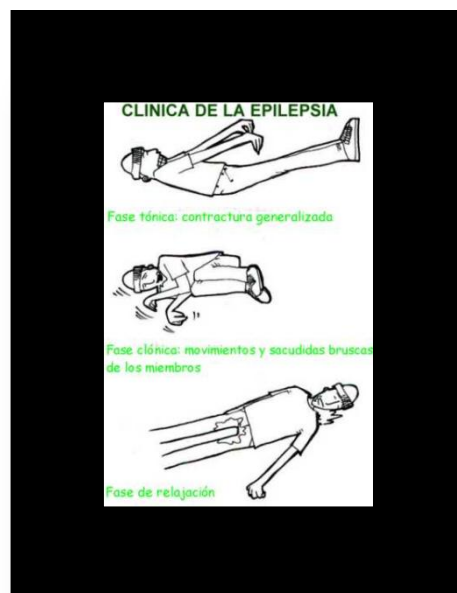 CLINICA DE LA EPILEPSIA
Fase tónica: contractura generalizada
Fase clónica: movimientos y sacudidas bruscas
de los miembros
Fase de relajación